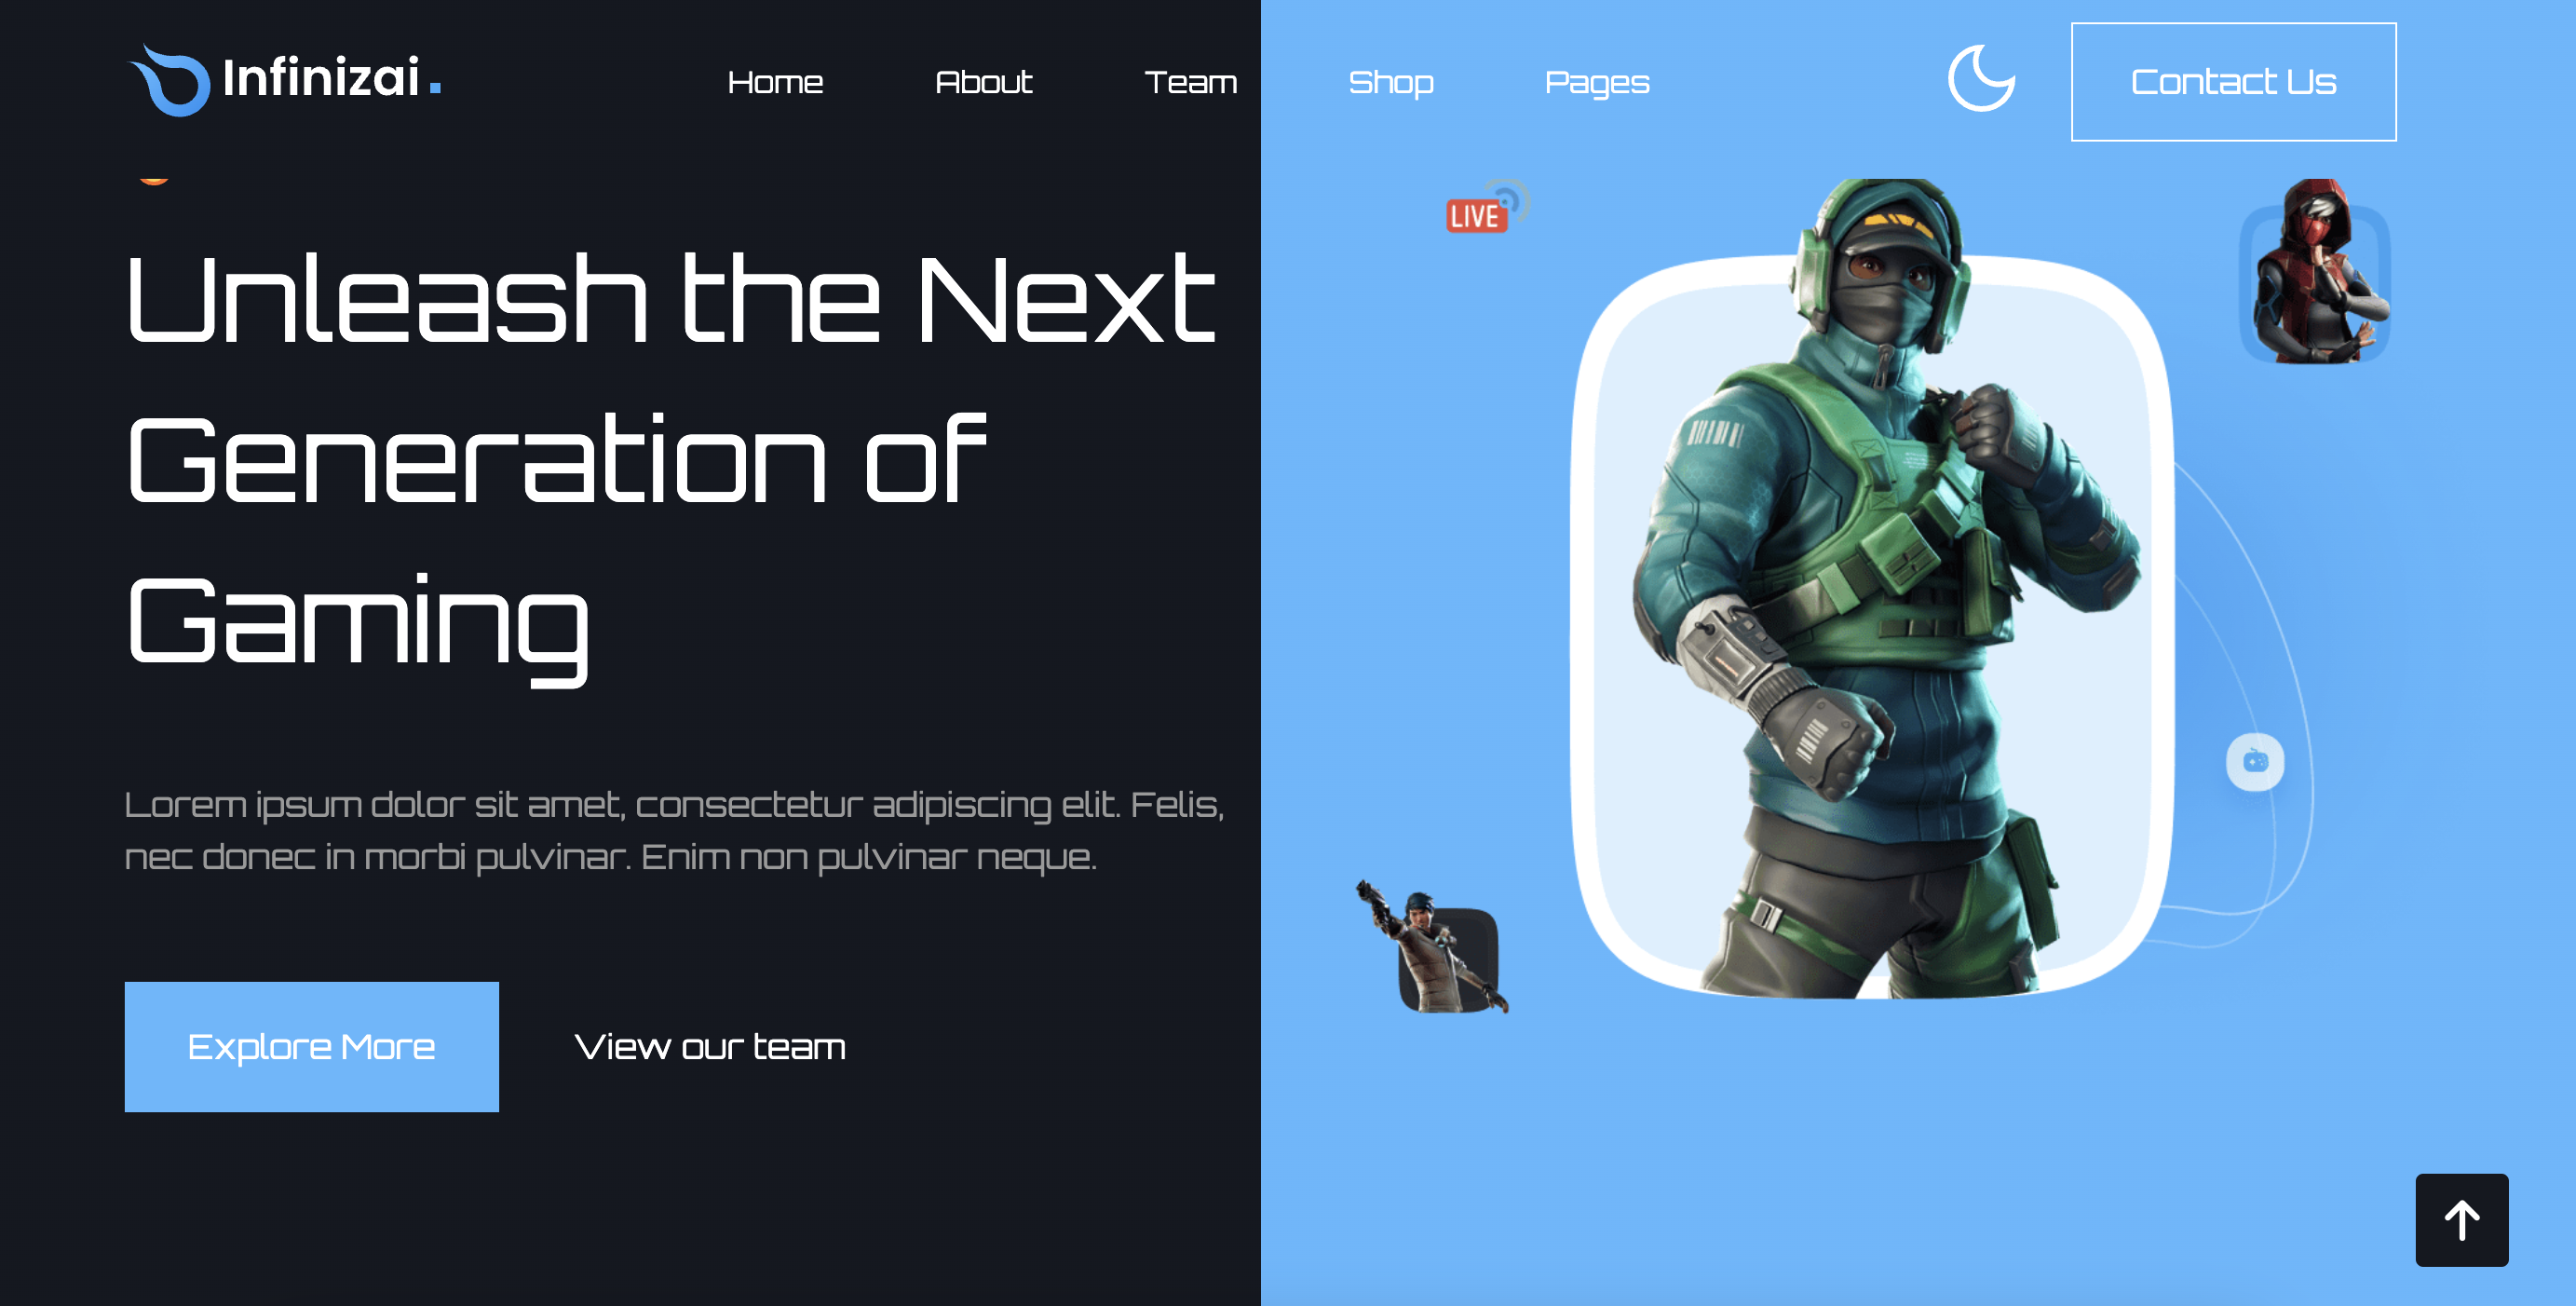 Infinizai.
Home About Team Shop Pages
Contact Us
LIVE
Unleash the Next
Generation of
Gaming
Lorem ipsum dolor sit amet, consectetur adipiscing elit. Felis,
nec donec in morbi pulvinar. Enim non pulvinar neque.
Explore More
View our team